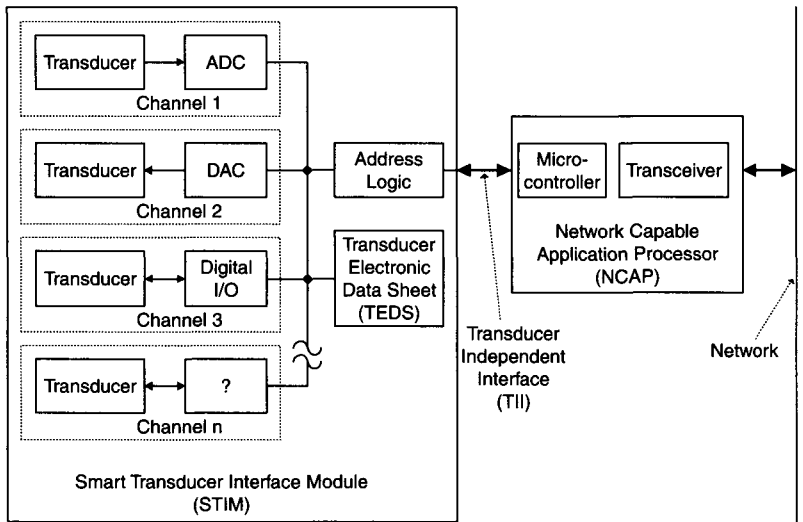 Transducer
ADC
Channel 1
Transducer
DAC
Channel 2
Transducer
Digital
I/O
Channel 3
Transducer
?
Channel n
Address
Logic
Transducer
Electronic
Data Sheet
(TEDS)
Smart Transducer Interface Module
(STIM)
Transducer
Independent
Interface
(TII)
Micro-
controller
Transceiver
Network Capable
Application Processor
(NCAP)
Network